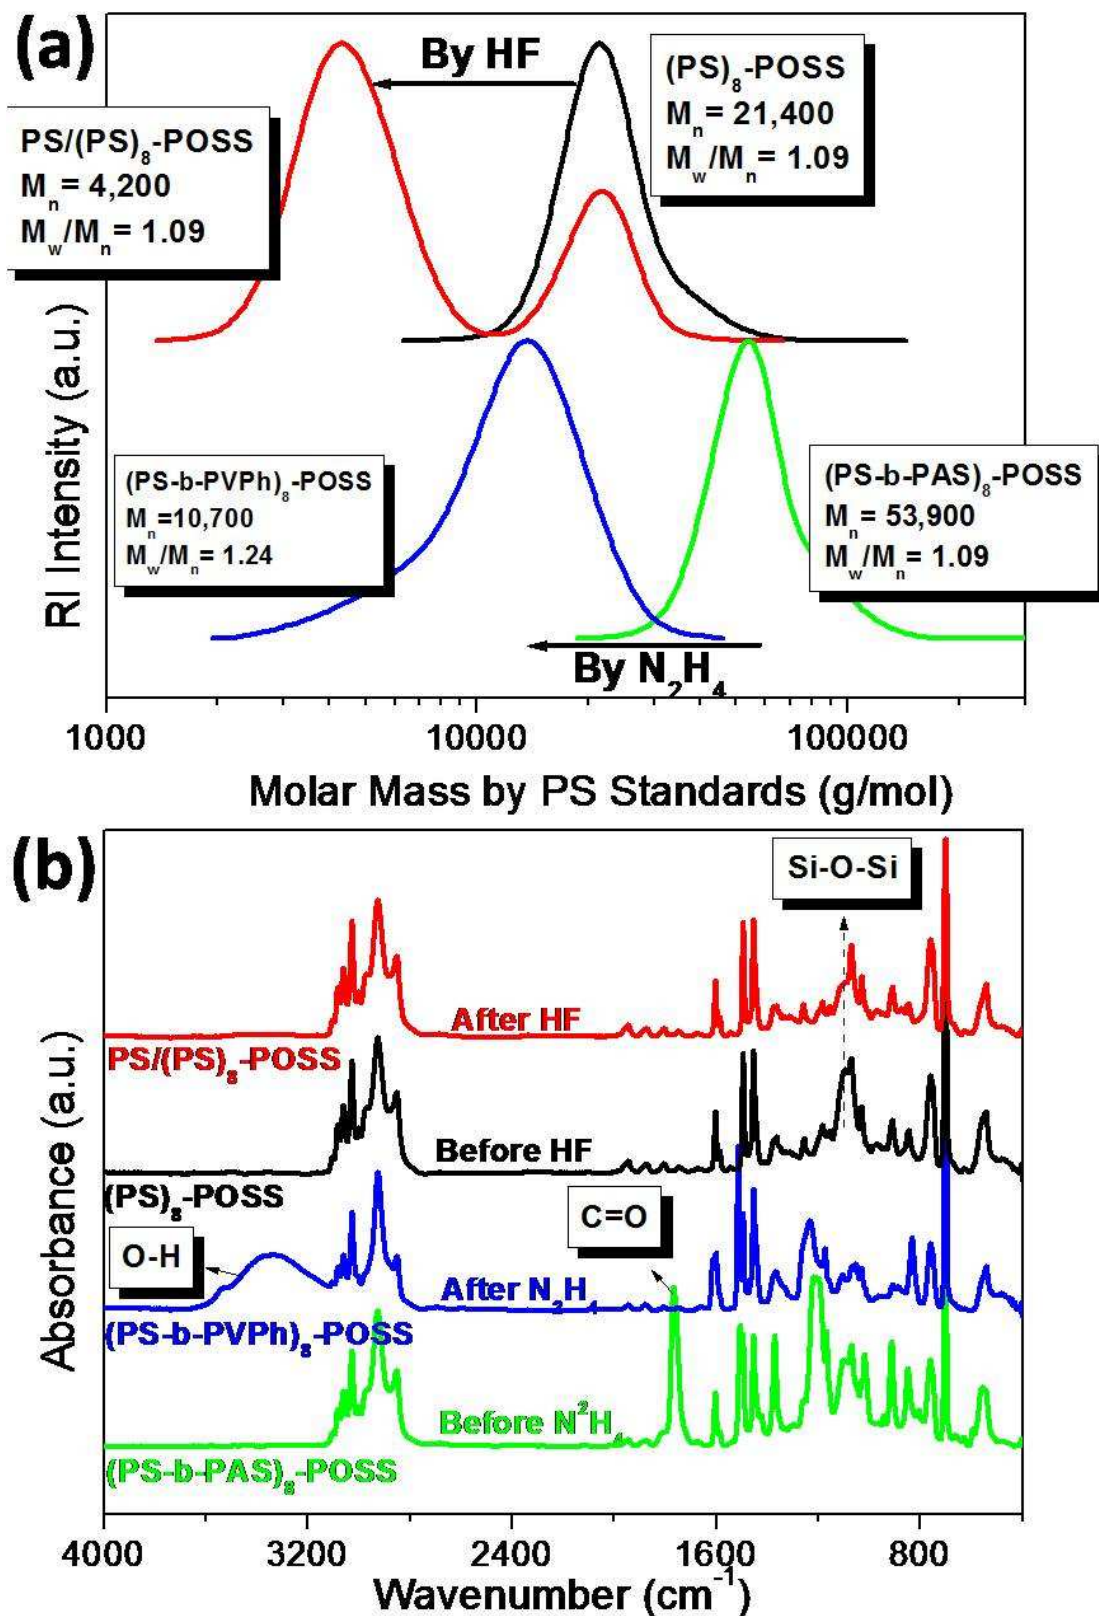 (a)
By HF
(PS)₈-POSS
Mₙ= 21,400
M_w/Mₙ= 1.09
PS/(PS)₈-POSS
Mₙ= 4,200
M_w/Mₙ= 1.09
(PS-b-PVPh)₈-POSS
Mₙ=10,700
M_w/Mₙ= 1.24
(PS-b-PAS)₈-POSS
Mₙ= 53,900
M_w/Mₙ= 1.09
By N₂H₄
RI Intensity (a.u.)
1000 10000 100000
Molar Mass by PS Standards (g/mol)
(b)
Si-O-Si
After HF
PS/(PS)₈-POSS
Before HF
(PS)₈-POSS
C=O
O-H
After N₂H₄
(PS-b-PVPh)₈-POSS
Before N²H₄
(PS-b-PAS)₈-POSS
Absorbance (a.u.)
4000 3200 2400 1600 800
Wavenumber (cm⁻¹)